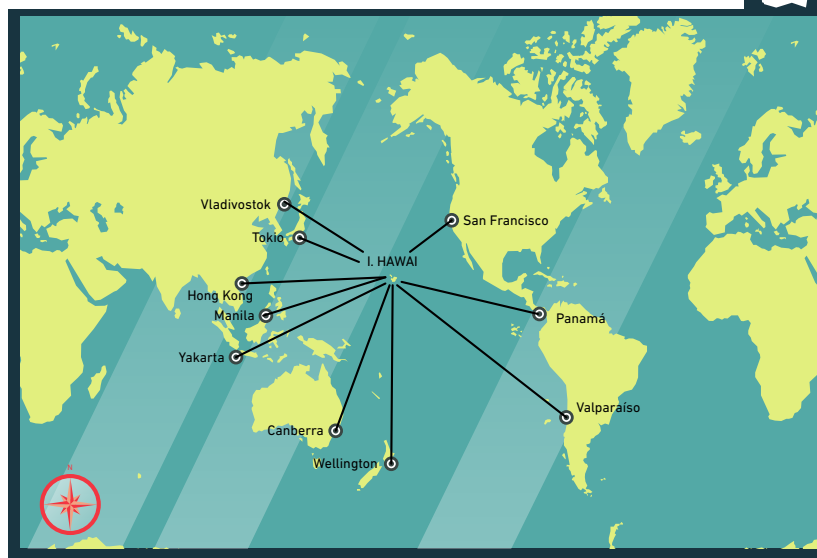 Vladivostok
San Francisco
Tokio
I. HAWAI
Hong Kong
Manila
Panamá
Yakarta
Valparaíso
Canberra
Wellington
N